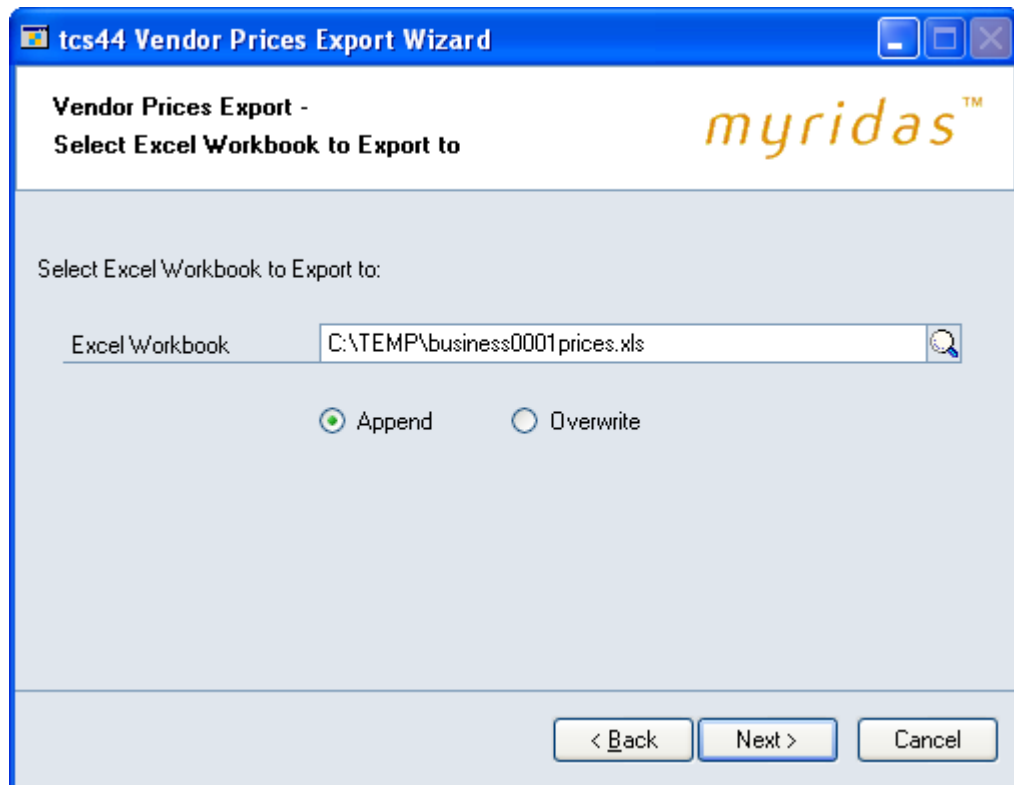 tcs44 Vendor Prices Export Wizard
Vendor Prices Export -
Select Excel Workbook to Export to
myridas™
Select Excel Workbook to Export to:
Excel Workbook C:\TEMP\business0001prices.xls
Append Overwrite
< Back Next > Cancel